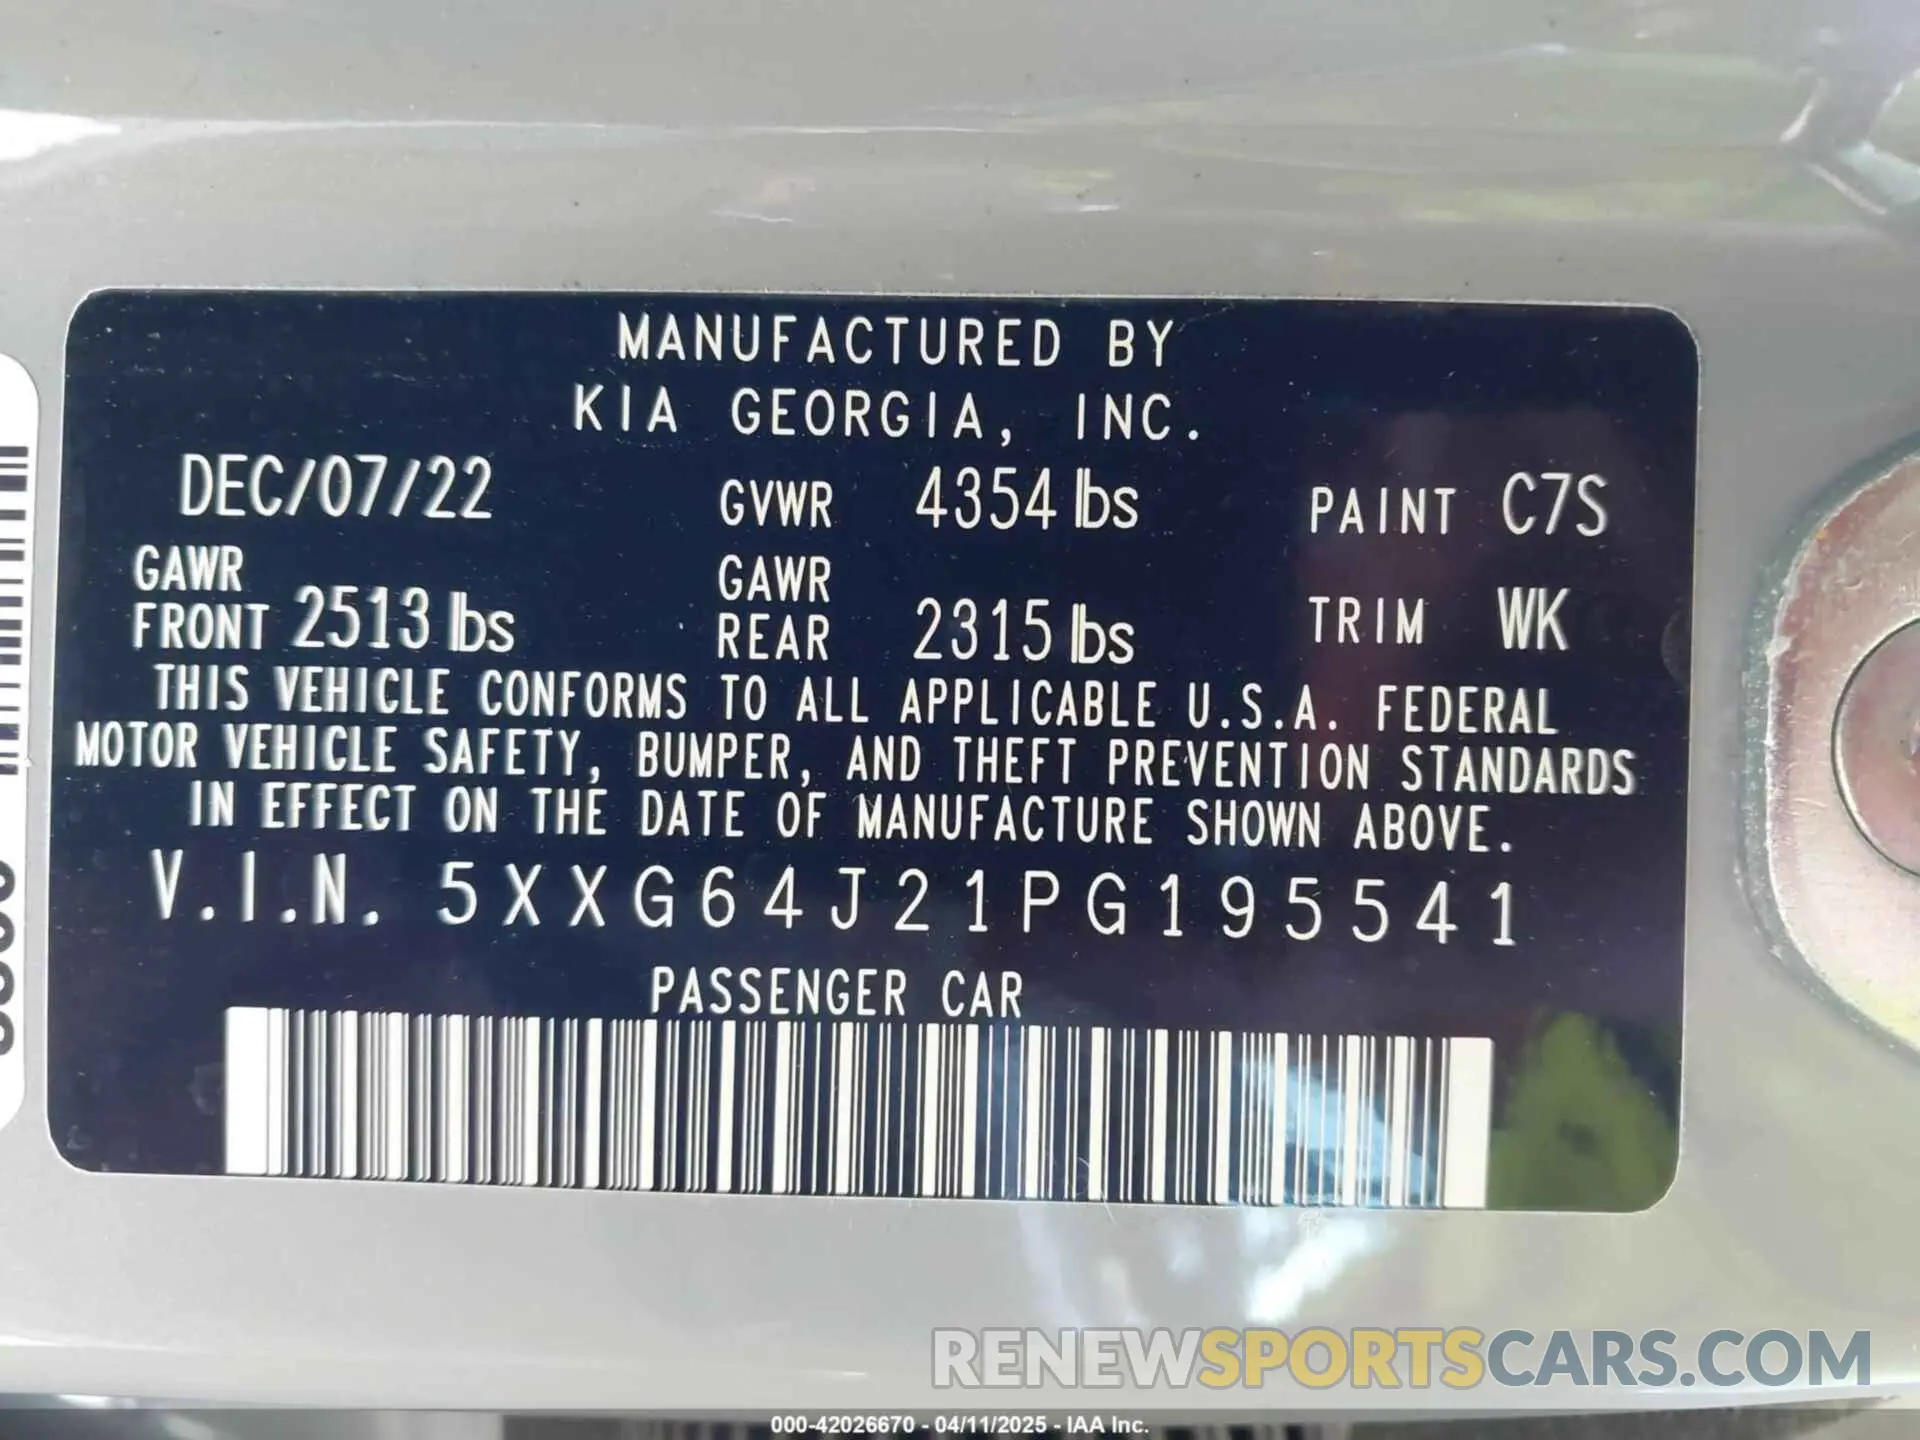 MANUFACTURED BY
KIA GEORGIA, INC.
DEC/07/22 GVWR 4354 lbs PAINT C7S
GAWR FRONT 2513 lbs GAWR REAR 2315 lbs TRIM WK
THIS VEHICLE CONFORMS TO ALL APPLICABLE U.S.A. FEDERAL
MOTOR VEHICLE SAFETY, BUMPER, AND THEFT PREVENTION STANDARDS
IN EFFECT ON THE DATE OF MANUFACTURE SHOWN ABOVE.
V.I.N. 5XXG64J21PG195541
PASSENGER CAR
RENEWSPORTSCARS.COM
000-42026670 - 04/11/2025 - IAA Inc.